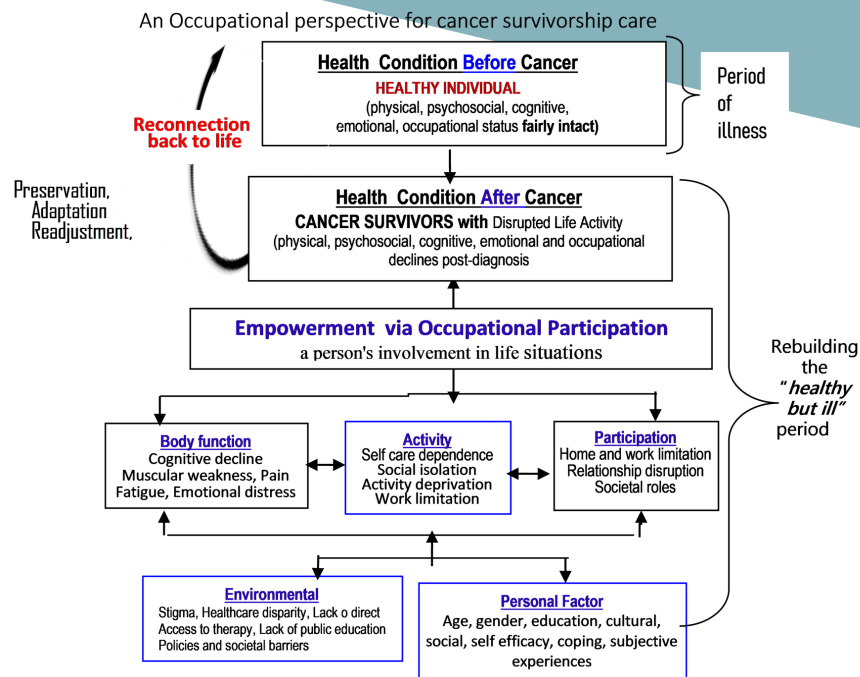 An Occupational perspective for cancer survivorship care
Health Condition Before Cancer
HEALTHY INDIVIDUAL
(physical, psychosocial, cognitive,
emotional, occupational status fairly intact)
Period
of
illness
Reconnection
back to life
Preservation,
Adaptation
Readjustment,
Health Condition After Cancer
CANCER SURVIVORS with Disrupted Life Activity
(physical, psychosocial, cognitive, emotional and occupational
declines post-diagnosis
Empowerment via Occupational Participation
a person's involvement in life situations
Rebuilding
the
"healthy
but ill"
period
Body function
Cognitive decline
Muscular weakness, Pain
Fatigue, Emotional distress
Activity
Self care dependence
Social isolation
Activity deprivation
Work limitation
Participation
Home and work limitation
Relationship disruption
Societal roles
Environmental
Stigma, Healthcare disparity, Lack o direct
Access to therapy, Lack of public education
Policies and societal barriers
Personal Factor
Age, gender, education, cultural,
social, self efficacy, coping, subjective
experiences